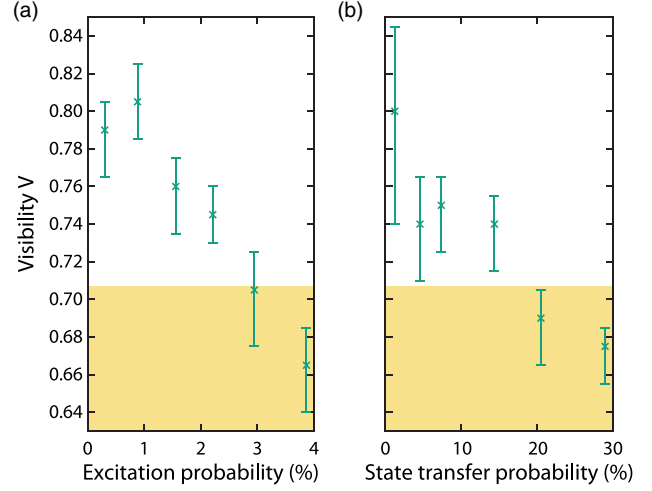 (a)
(b)
Visibility V
0.84
0.82
0.80
0.78
0.76
0.74
0.72
0.70
0.68
0.66
0.64
0 1 2 3 4
0 10 20 30
Excitation probability (%)
State transfer probability (%)